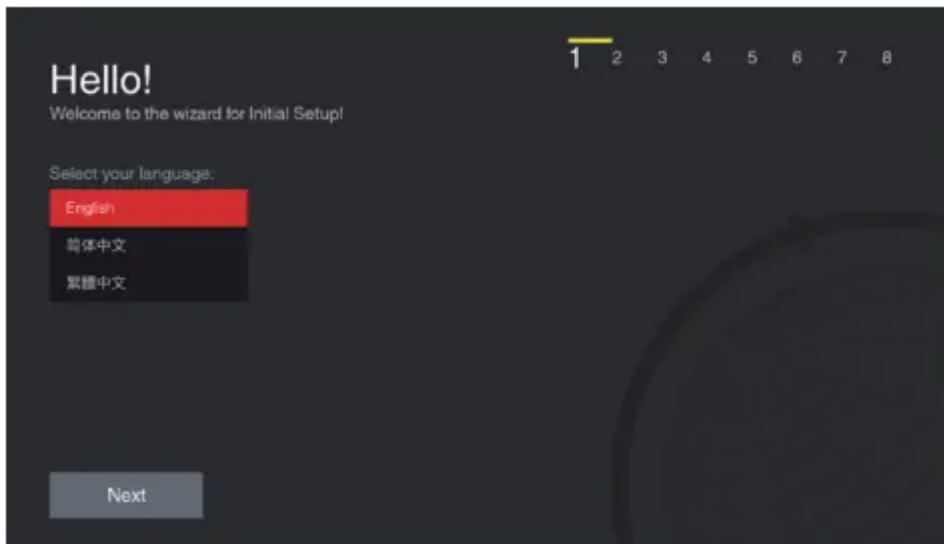 1 2 3 4 5 6 7 8
Hello!
Welcome to the wizard for Initial Setup!
Select your language:
English
简体中文
繁體中文
Next